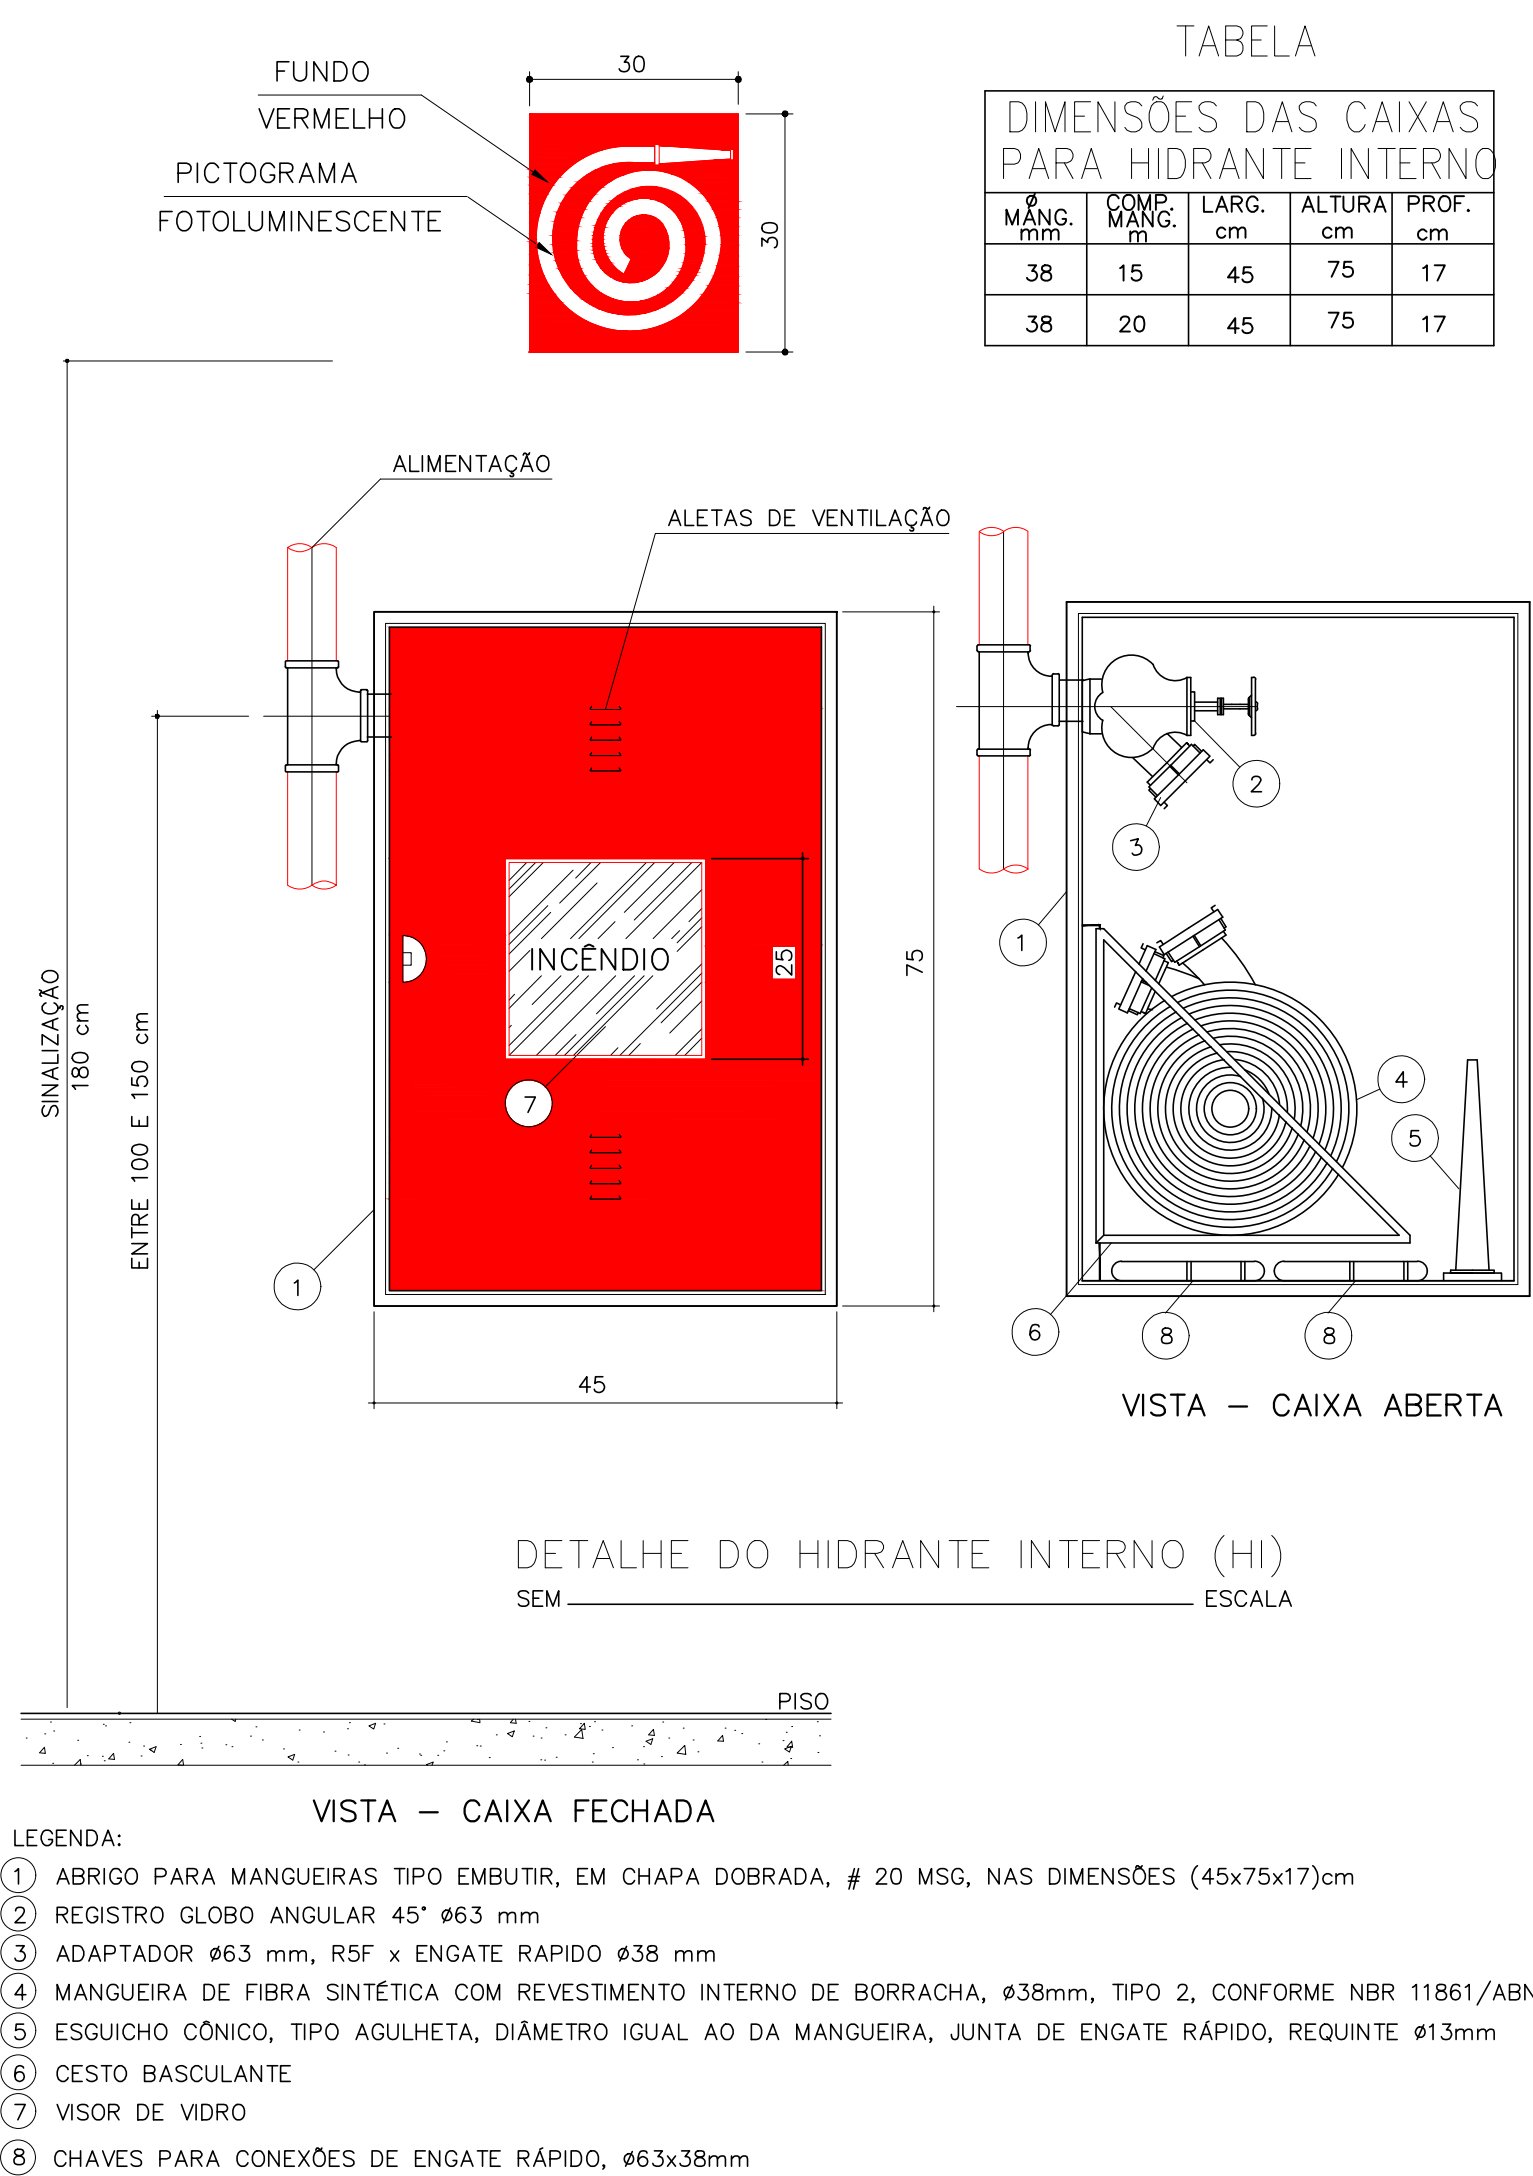 TABELA
DIMENSÕES DAS CAIXAS
PARA HIDRANTE INTERNO
Ø MANG. mm
COMP. MANG. m
LARG. cm
ALTURA cm
PROF. cm
38 15 45 75 17
38 20 45 75 17
30
30
FUNDO
VERMELHO
PICTOGRAMA
FOTOLUMINESCENTE
ALIMENTAÇÃO
ALETAS DE VENTILAÇÃO
SINALIZAÇÃO
180 cm
ENTRE 100 E 150 cm
INCÊNDIO
25
75
45
7
1
2
3
1
4
5
6
8
8
VISTA – CAIXA ABERTA
DETALHE DO HIDRANTE INTERNO (HI)
SEM ESCALA
PISO
VISTA – CAIXA FECHADA
LEGENDA:
1 ABRIGO PARA MANGUEIRAS TIPO EMBUTIR, EM CHAPA DOBRADA, # 20 MSG, NAS DIMENSÕES (45x75x17)cm
2 REGISTRO GLOBO ANGULAR 45° Ø63 mm
3 ADAPTADOR Ø63 mm, R5F x ENGATE RAPIDO Ø38 mm
4 MANGUEIRA DE FIBRA SINTÉTICA COM REVESTIMENTO INTERNO DE BORRACHA, Ø38mm, TIPO 2, CONFORME NBR 11861/ABN
5 ESGUICHO CÔNICO, TIPO AGULHETA, DIÂMETRO IGUAL AO DA MANGUEIRA, JUNTA DE ENGATE RÁPIDO, REQUINTE Ø13mm
6 CESTO BASCULANTE
7 VISOR DE VIDRO
8 CHAVES PARA CONEXÕES DE ENGATE RÁPIDO, Ø63x38mm